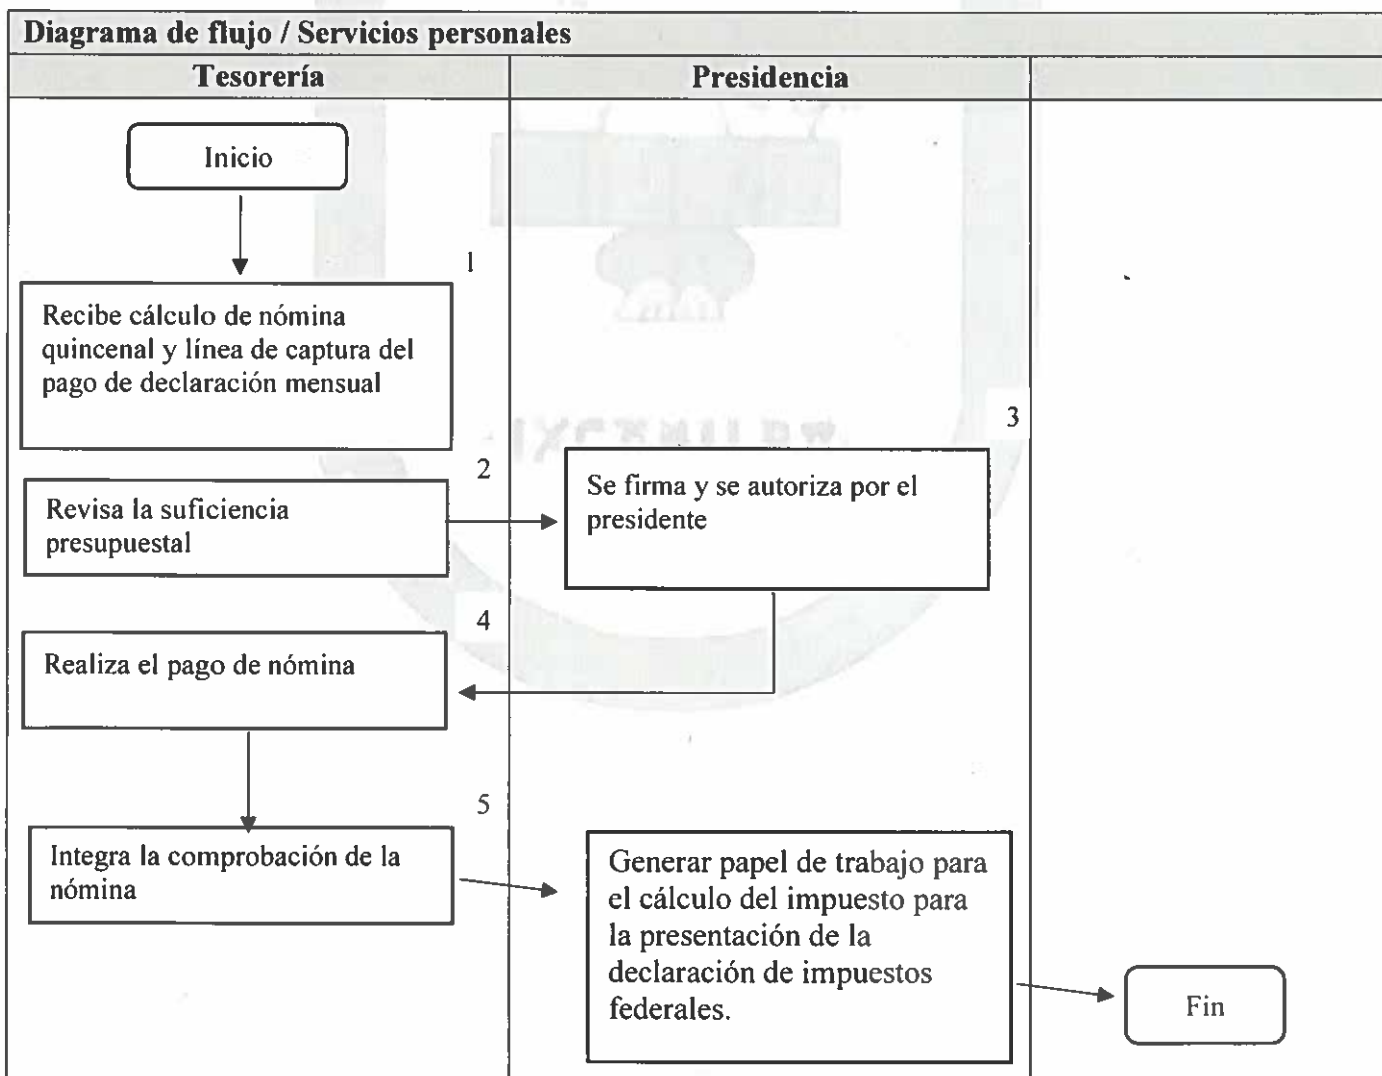 Diagrama de flujo / Servicios personales
Tesorería
Presidencia
Inicio
1
Recibe cálculo de nómina
quincenal y línea de captura del
pago de declaración mensual
2
Revisa la suficiencia
presupuestal
3
Se firma y se autoriza por el
presidente
4
Realiza el pago de nómina
5
Integra la comprobación de la
nómina
Generar papel de trabajo para
el cálculo del impuesto para
la presentación de la
declaración de impuestos
federales.
Fin